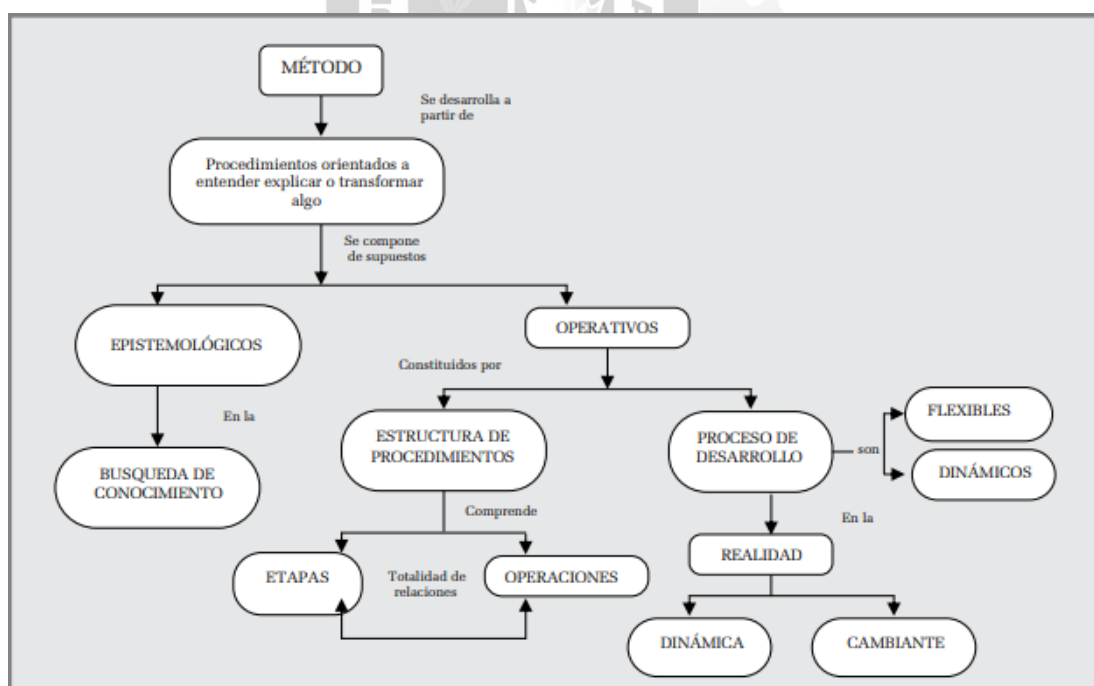 MÉTODO
Se desarrolla a
partir de
Procedimientos orientados a
entender explicar o transformar
algo
Se compone
de supuestos
EPISTEMOLÓGICOS
OPERATIVOS
Constituidos por
En la
BUSQUEDA DE
CONOCIMIENTO
ESTRUCTURA DE
PROCEDIMIENTOS
PROCESO DE
DESARROLLO
son
FLEXIBLES
DINÁMICOS
Comprende
En la
ETAPAS
Totalidad de
relaciones
OPERACIONES
REALIDAD
DINÁMICA
CAMBIANTE